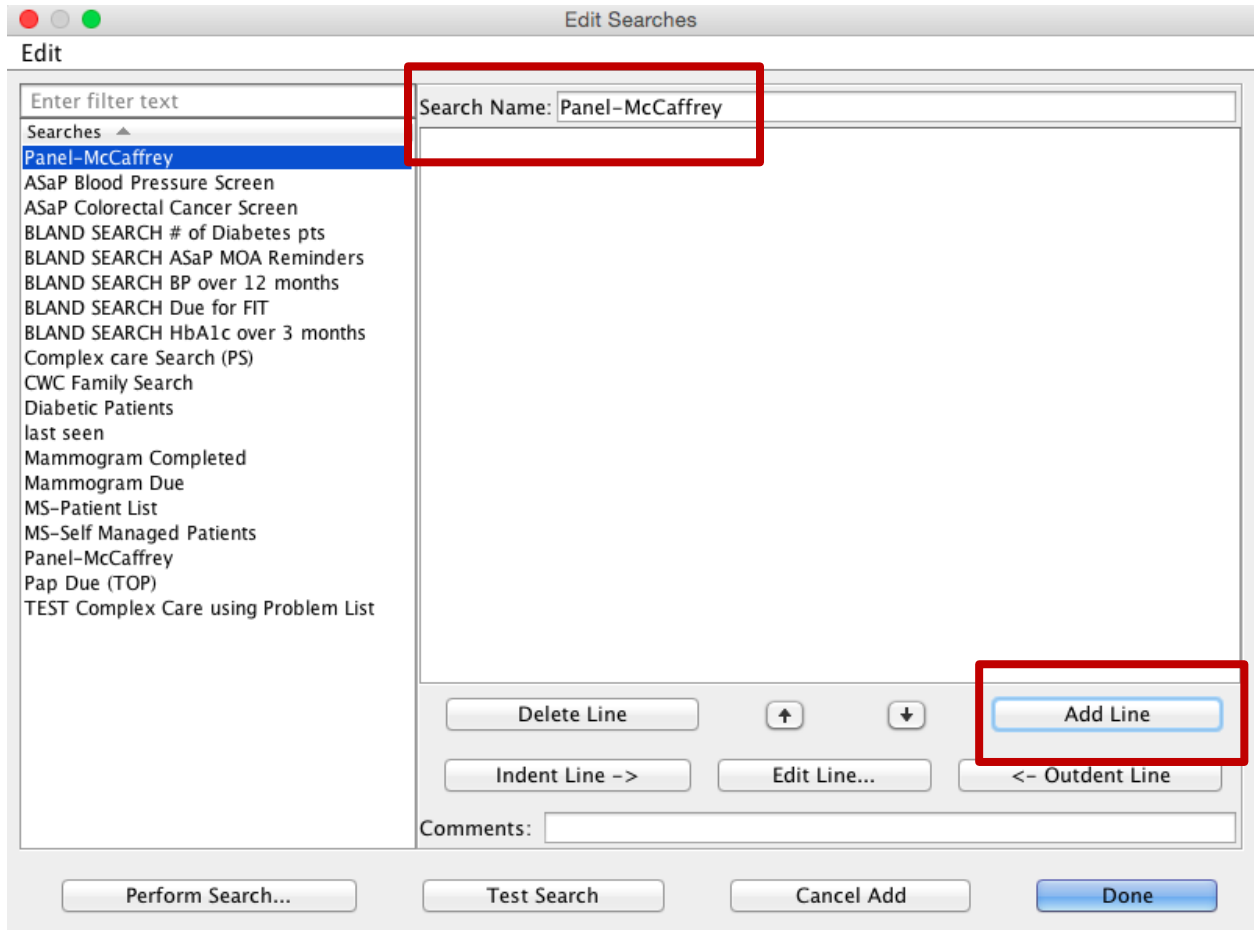 Edit Searches
Edit
Enter filter text
Searches
Panel-McCaffrey
ASaP Blood Pressure Screen
ASaP Colorectal Cancer Screen
BLAND SEARCH # of Diabetes pts
BLAND SEARCH ASaP MOA Reminders
BLAND SEARCH BP over 12 months
BLAND SEARCH Due for FIT
BLAND SEARCH HbA1c over 3 months
Complex care Search (PS)
CWC Family Search
Diabetic Patients
last seen
Mammogram Completed
Mammogram Due
MS-Patient List
MS-Self Managed Patients
Panel-McCaffrey
Pap Due (TOP)
TEST Complex Care using Problem List
Search Name: Panel-McCaffrey
Delete Line Add Line
Indent Line -> Edit Line... <- Outdent Line
Comments:
Perform Search... Test Search Cancel Add Done